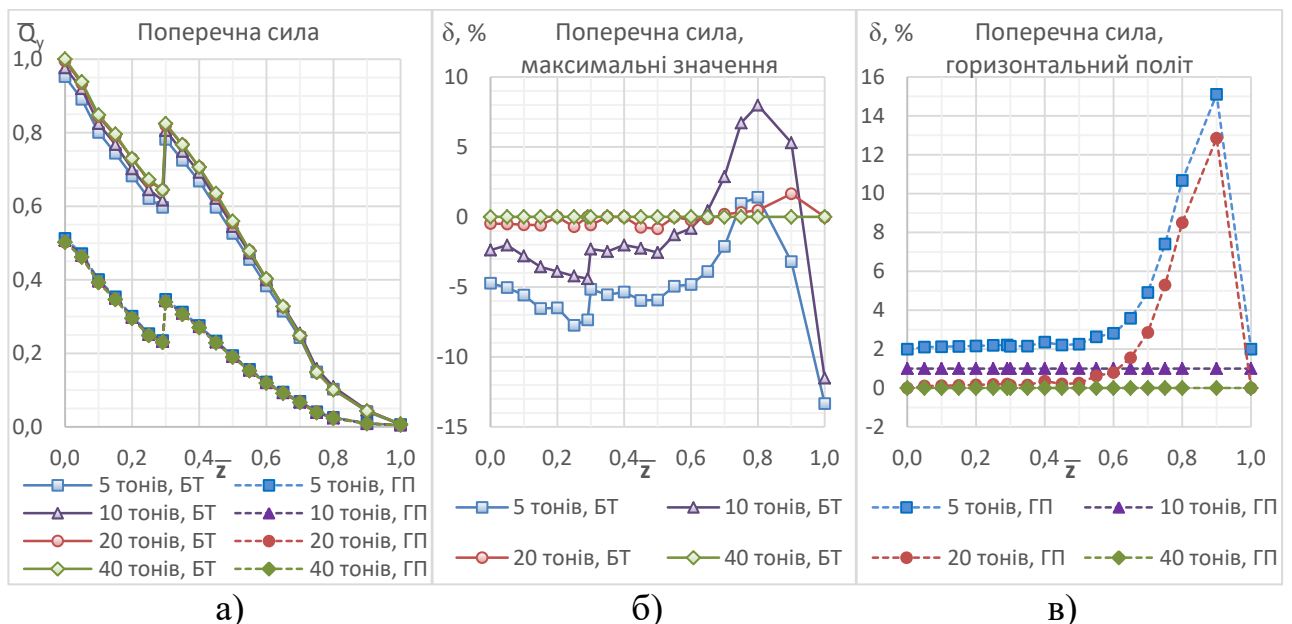 Q̅y
Поперечна сила
1,0
0,8
0,6
0,4
0,2
0,0
0,0 0,2 0,4 0,6 0,8 1,0
z̅
5 тонів, БТ 5 тонів, ГП
10 тонів, БТ 10 тонів, ГП
20 тонів, БТ 20 тонів, ГП
40 тонів, БТ 40 тонів, ГП
а)
δ, %
Поперечна сила,
максимальні значення
10
5
0
-5
-10
-15
0,0 0,2 0,4 0,6 0,8 1,0
z̅
5 тонів, БТ 10 тонів, БТ
20 тонів, БТ 40 тонів, БТ
б)
δ, %
Поперечна сила,
горизонтальний політ
16
14
12
10
8
6
4
2
0
-2
0,0 0,2 0,4 0,6 0,8 1,0
z̅
5 тонів, ГП 10 тонів, ГП
20 тонів, ГП 40 тонів, ГП
в)